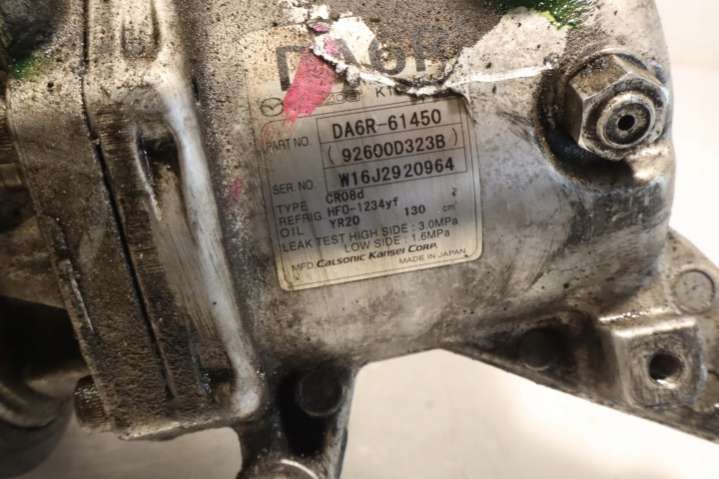 DA6R
PART NO. DA6R-61450
(92600D323B)
SER.NO. W16J2920964
TYPE CR08d
REFRIG HFO-1234yf
OIL YR20 130 cm³
LEAK TEST HIGH SIDE : 3.0MPa
LOW SIDE : 1.6MPa
MFD. CALSONIC KANSEI CORP. MADE IN JAPAN